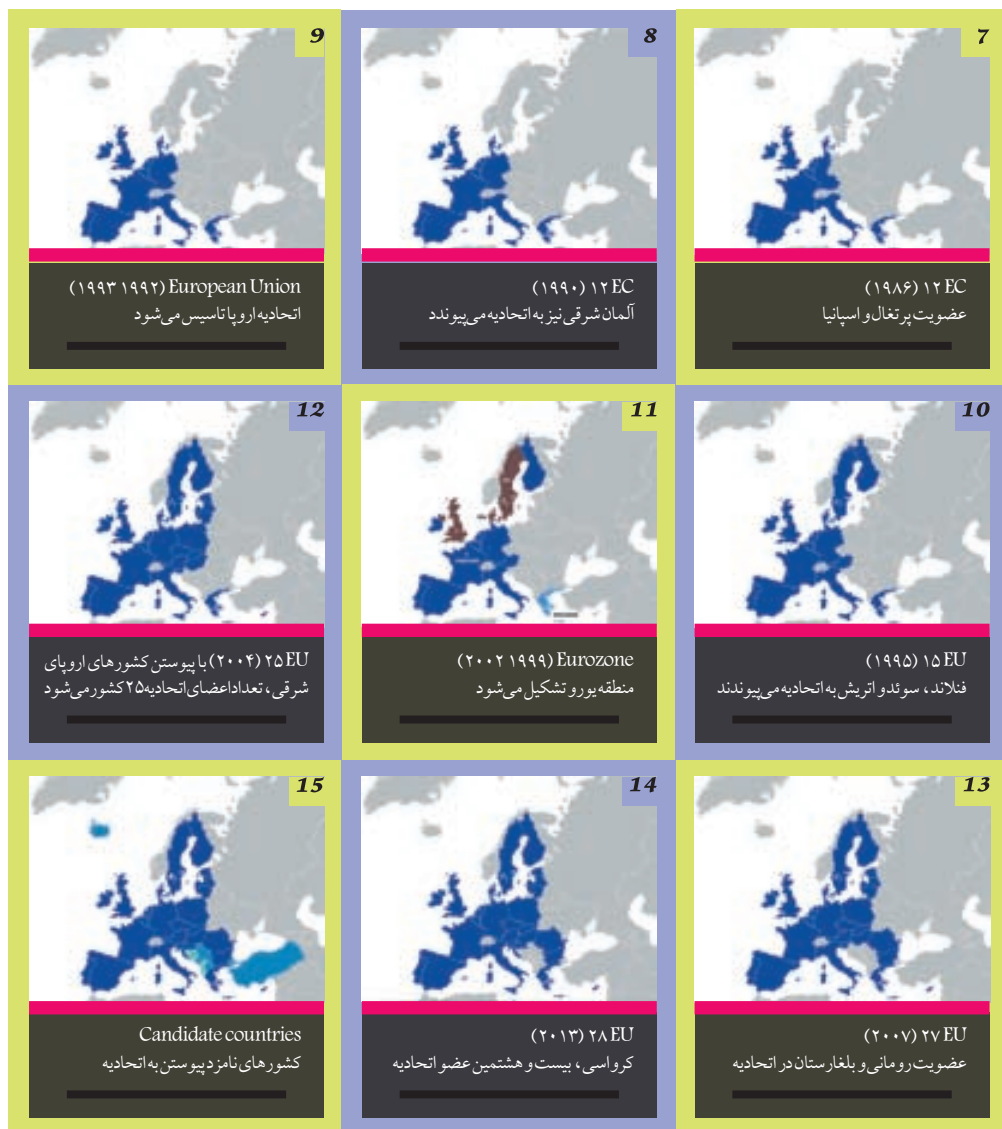 7
۱۲ EC (۱۹۸۶)
عضویت پرتغال و اسپانیا
8
۱۲ EC (۱۹۹۰)
آلمان شرقی نیز به اتحادیه می‌پیوندد
9
European Union (۱۹۹۲ ۱۹۹۳)
اتحادیه اروپا تاسیس می‌شود
10
۱۵ EU (۱۹۹۵)
فنلاند، سوئد و اتریش به اتحادیه می‌پیوندند
11
Eurozone (۱۹۹۹ ۲۰۰۲)
منطقه یورو تشکیل می‌شود
12
۲۵ EU (۲۰۰۴) با پیوستن کشورهای اروپای
شرقی، تعداد اعضای اتحادیه ۲۵ کشور می‌شود
13
۲۷ EU (۲۰۰۷)
عضویت رومانی و بلغارستان در اتحادیه
14
۲۸ EU (۲۰۱۳)
کرواسی، بیست و هشتمین عضو اتحادیه
15
Candidate countries
کشورهای نامزد پیوستن به اتحادیه